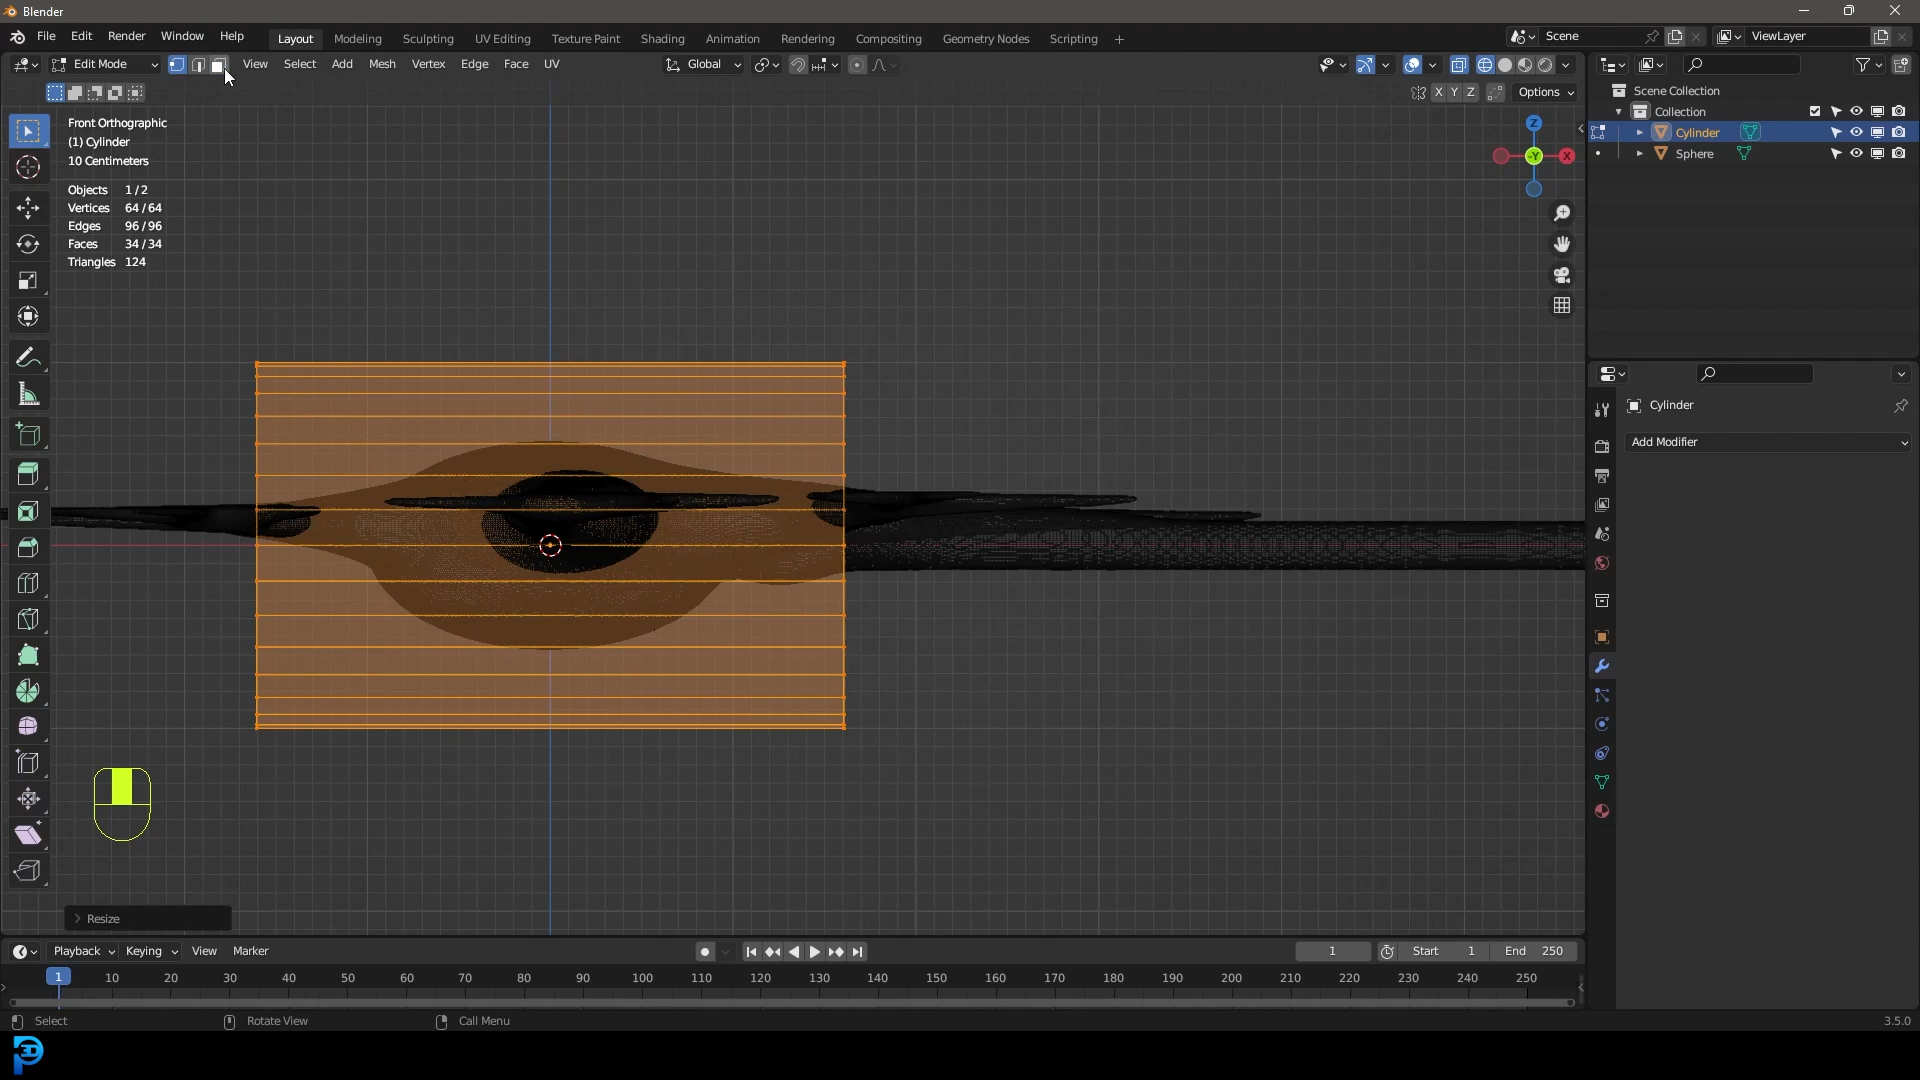 Blender
File Edit Render Window Help
Layout Modeling Sculpting UV Editing Texture Paint Shading Animation Rendering Compositing Geometry Nodes Scripting +
Scene
ViewLayer
Edit Mode
View Select Add Mesh Vertex Edge Face UV
Global
X Y Z
Options
Front Orthographic
(1) Cylinder
10 Centimeters
Objects 1/2
Vertices 64/64
Edges 96/96
Faces 34/34
Triangles 124
Z
-Y
X
Scene Collection
Collection
Cylinder
Sphere
Cylinder
Add Modifier
> Resize
Playback Keying View Marker
1
Start 1
End 250
1 10 20 30 40 50 60 70 80 90 100 110 120 130 140 150 160 170 180 190 200 210 220 230 240 250
Select
Rotate View
Call Menu
3.5.0
3D